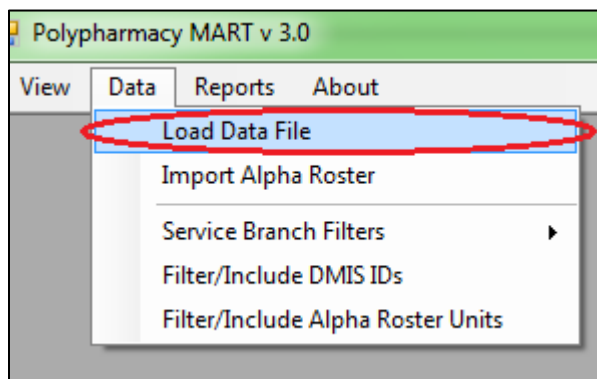 Polypharmacy MART v 3.0
View Data Reports About
Load Data File
Import Alpha Roster
Service Branch Filters
Filter/Include DMIS IDs
Filter/Include Alpha Roster Units